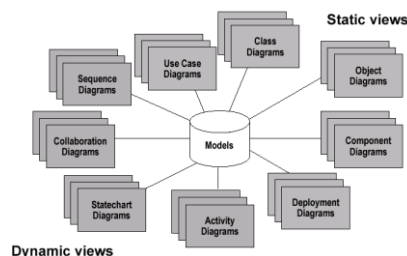 Static views
Class
Diagrams
Use Case
Diagrams
Object
Diagrams
Sequence
Diagrams
Collaboration
Diagrams
Models
Component
Diagrams
Statechart
Diagrams
Activity
Diagrams
Deployment
Diagrams
Dynamic views